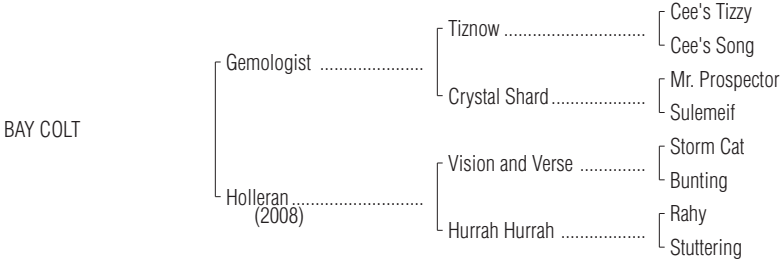 Cee's Tizzy
Tiznow ..............................
Cee's Song
Gemologist ......................
Mr. Prospector
Crystal Shard....................
Sulemeif
BAY COLT
Storm Cat
Vision and Verse ..............
Bunting
Holleran............................
(2008)
Rahy
Hurrah Hurrah ..................
Stuttering